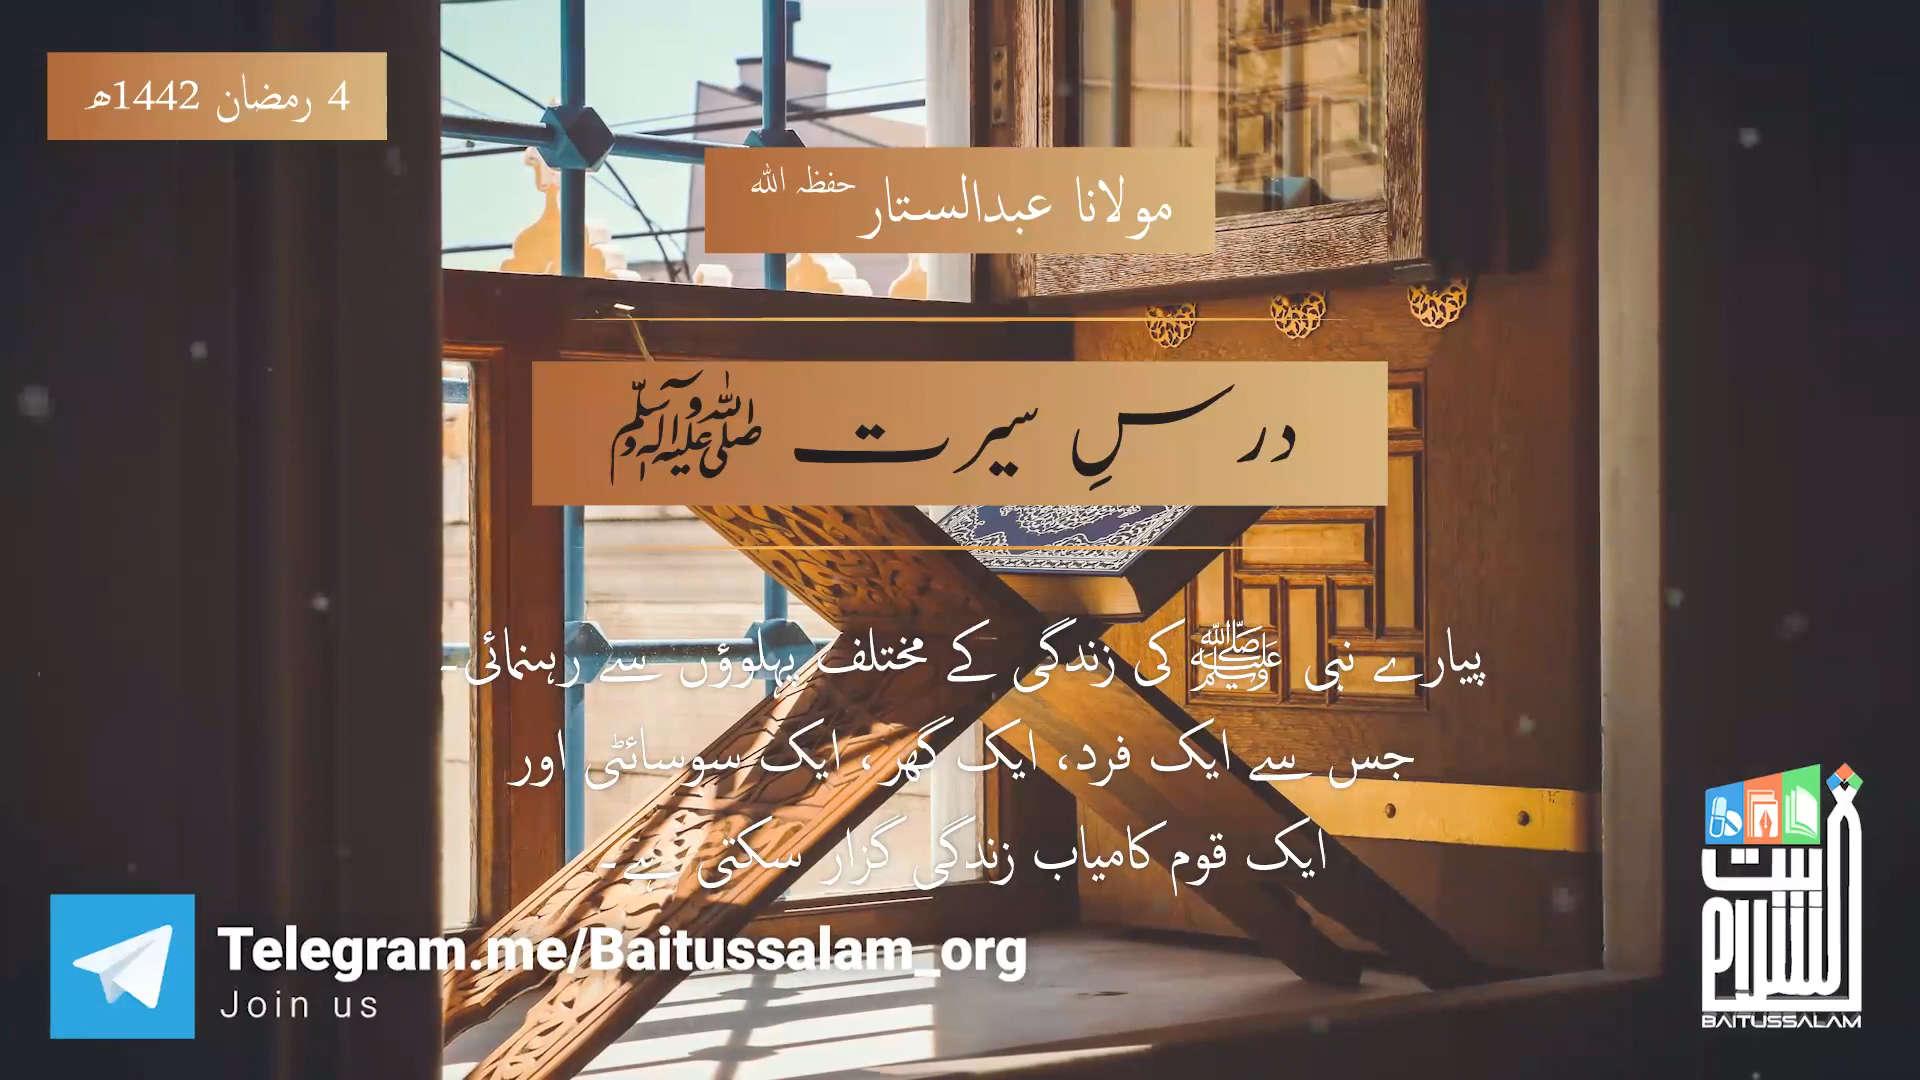 4 رمضان 1442ھ
مولانا عبدالستار حفظہ اللہ
درسِ سیرت صلی اللہ علیہ وآلہ وسلم
پیارے نبی ﷺ کی زندگی کے مختلف پہلوؤں سے رہنمائی۔
جس سے ایک فرد، ایک گھر، ایک سوسائٹی اور
ایک قوم کامیاب زندگی گزار سکتی ہے۔
Telegram.me/Baitussalam_org
Join us
بیت السلام
BAITUSSALAM